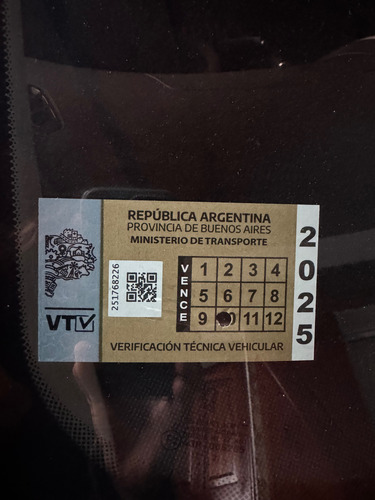 REPÚBLICA ARGENTINA
PROVINCIA DE BUENOS AIRES
MINISTERIO DE TRANSPORTE
251768226
VENCE
1 2 3 4
5 6 7 8
9 10 11 12
2025
VTV
VERIFICACIÓN TÉCNICA VEHICULAR